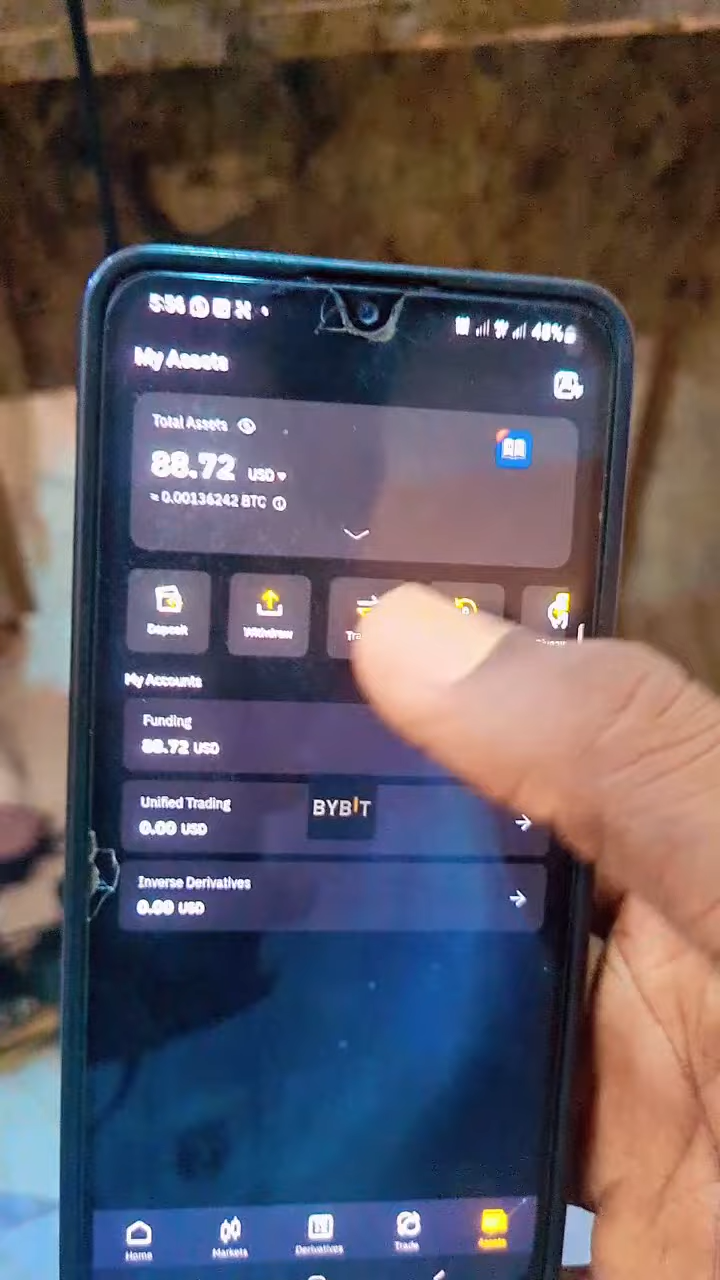 My Assets
Total Assets
88.72 USD
≈ 0.00136242 BTC
Deposit
Withdraw
My Accounts
Funding
88.72 USD
Unified Trading
0.00 USD
BYBIT
Inverse Derivatives
0.00 USD
Home
Markets
Derivatives
Trade
Assets